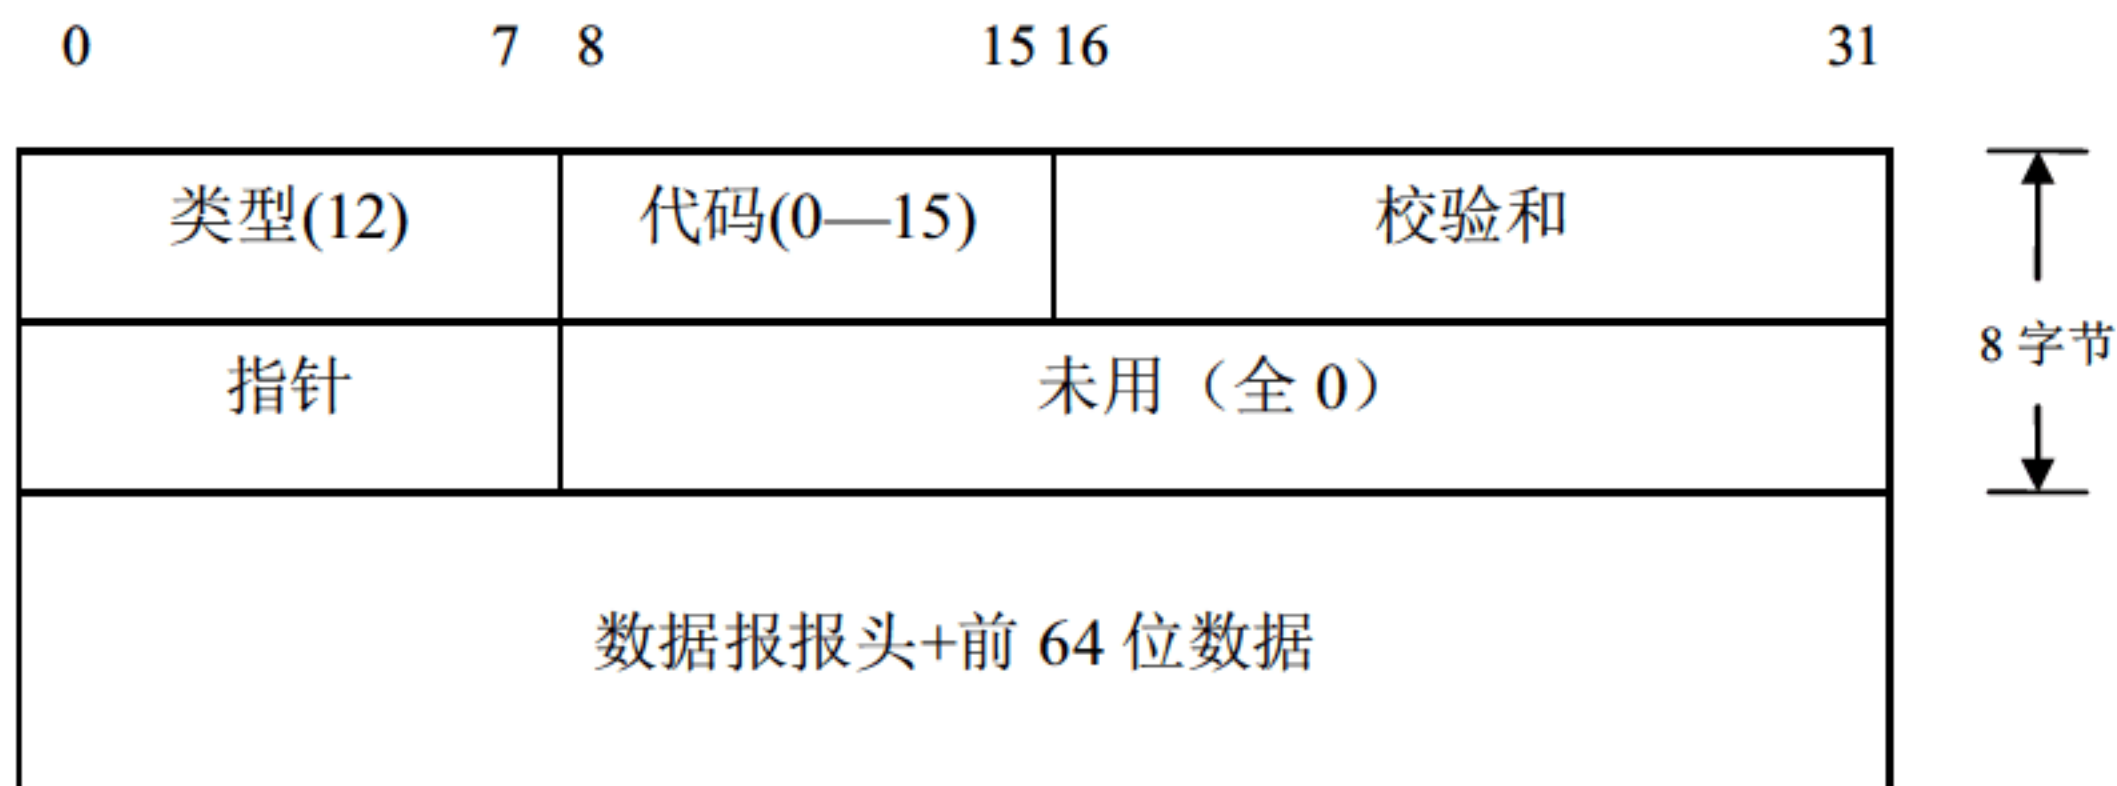 0 7 8 15 16 31
类型(12) 代码(0—15) 校验和
指针 未用（全 0）
8 字节
数据报报头+前 64 位数据